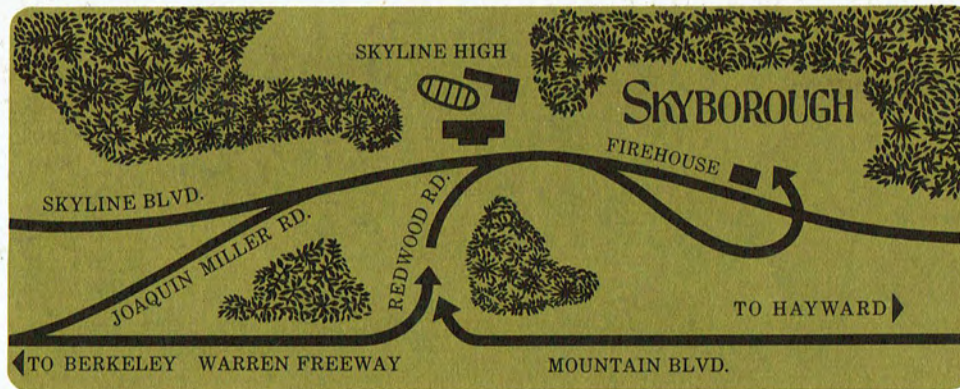 SKYLINE HIGH
SKYBOROUGH
FIREHOUSE
SKYLINE BLVD.
JOAQUIN MILLER RD.
REDWOOD RD.
TO HAYWARD
TO BERKELEY
WARREN FREEWAY
MOUNTAIN BLVD.